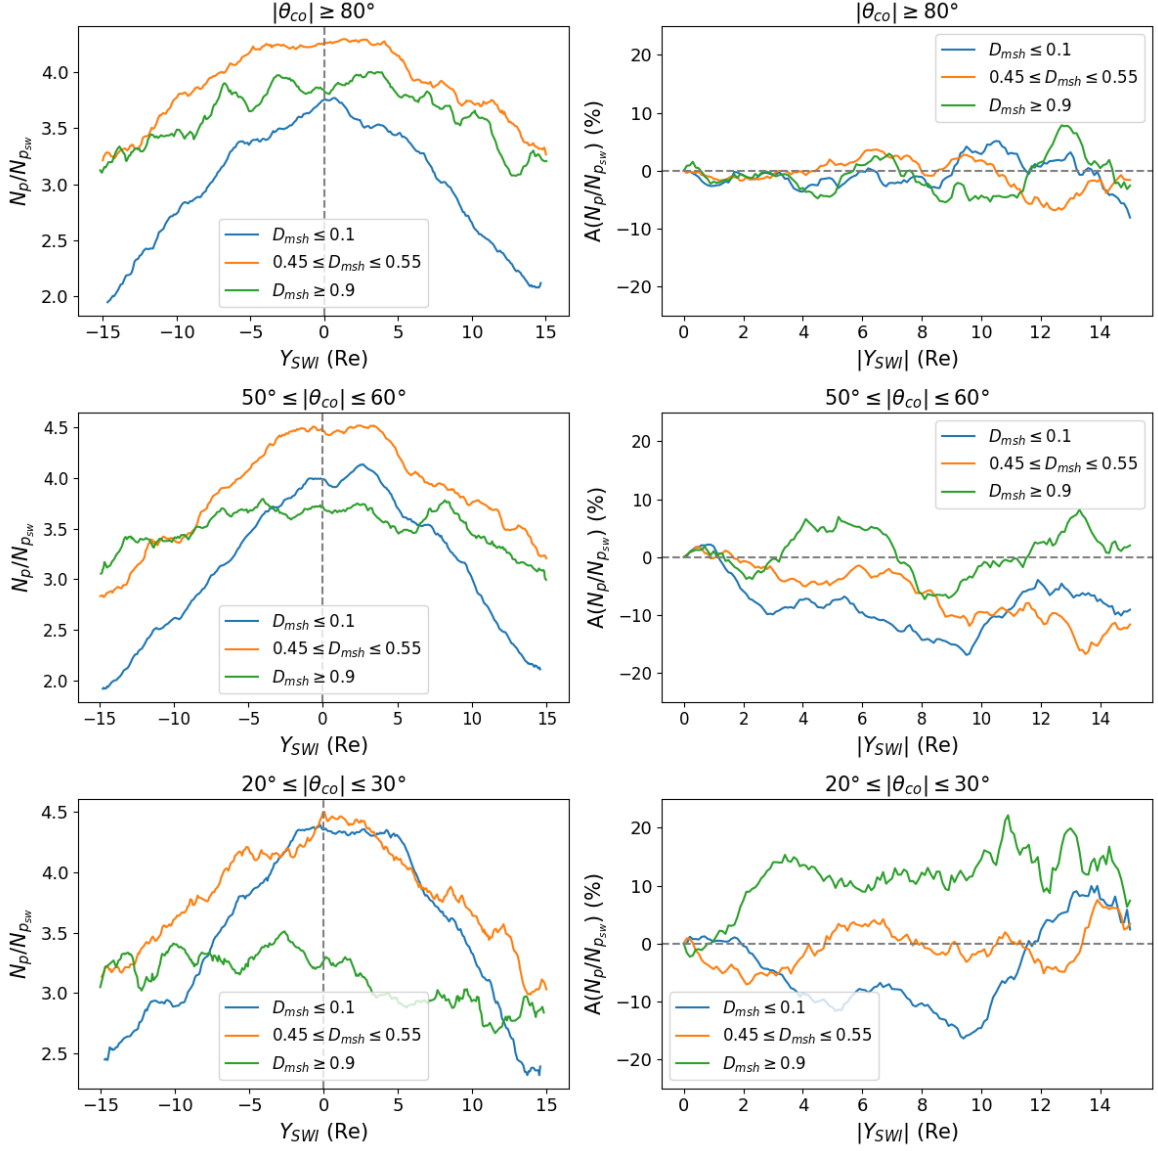 |θco| ≥ 80°
4.0
3.5
3.0
2.5
2.0
Np/Npsw
Dmsh ≤ 0.1
0.45 ≤ Dmsh ≤ 0.55
Dmsh ≥ 0.9
−15 −10 −5 0 5 10 15
YSWI (Re)
|θco| ≥ 80°
20
10
0
−10
−20
A(Np/Npsw) (%)
Dmsh ≤ 0.1
0.45 ≤ Dmsh ≤ 0.55
Dmsh ≥ 0.9
0 2 4 6 8 10 12 14
|YSWI| (Re)
50° ≤ |θco| ≤ 60°
4.5
4.0
3.5
3.0
2.5
2.0
Np/Npsw
Dmsh ≤ 0.1
0.45 ≤ Dmsh ≤ 0.55
Dmsh ≥ 0.9
−15 −10 −5 0 5 10 15
YSWI (Re)
50° ≤ |θco| ≤ 60°
20
10
0
−10
−20
A(Np/Npsw) (%)
Dmsh ≤ 0.1
0.45 ≤ Dmsh ≤ 0.55
Dmsh ≥ 0.9
0 2 4 6 8 10 12 14
|YSWI| (Re)
20° ≤ |θco| ≤ 30°
4.5
4.0
3.5
3.0
2.5
Np/Npsw
Dmsh ≤ 0.1
0.45 ≤ Dmsh ≤ 0.55
Dmsh ≥ 0.9
−15 −10 −5 0 5 10 15
YSWI (Re)
20° ≤ |θco| ≤ 30°
20
10
0
−10
−20
A(Np/Npsw) (%)
Dmsh ≤ 0.1
0.45 ≤ Dmsh ≤ 0.55
Dmsh ≥ 0.9
0 2 4 6 8 10 12 14
|YSWI| (Re)